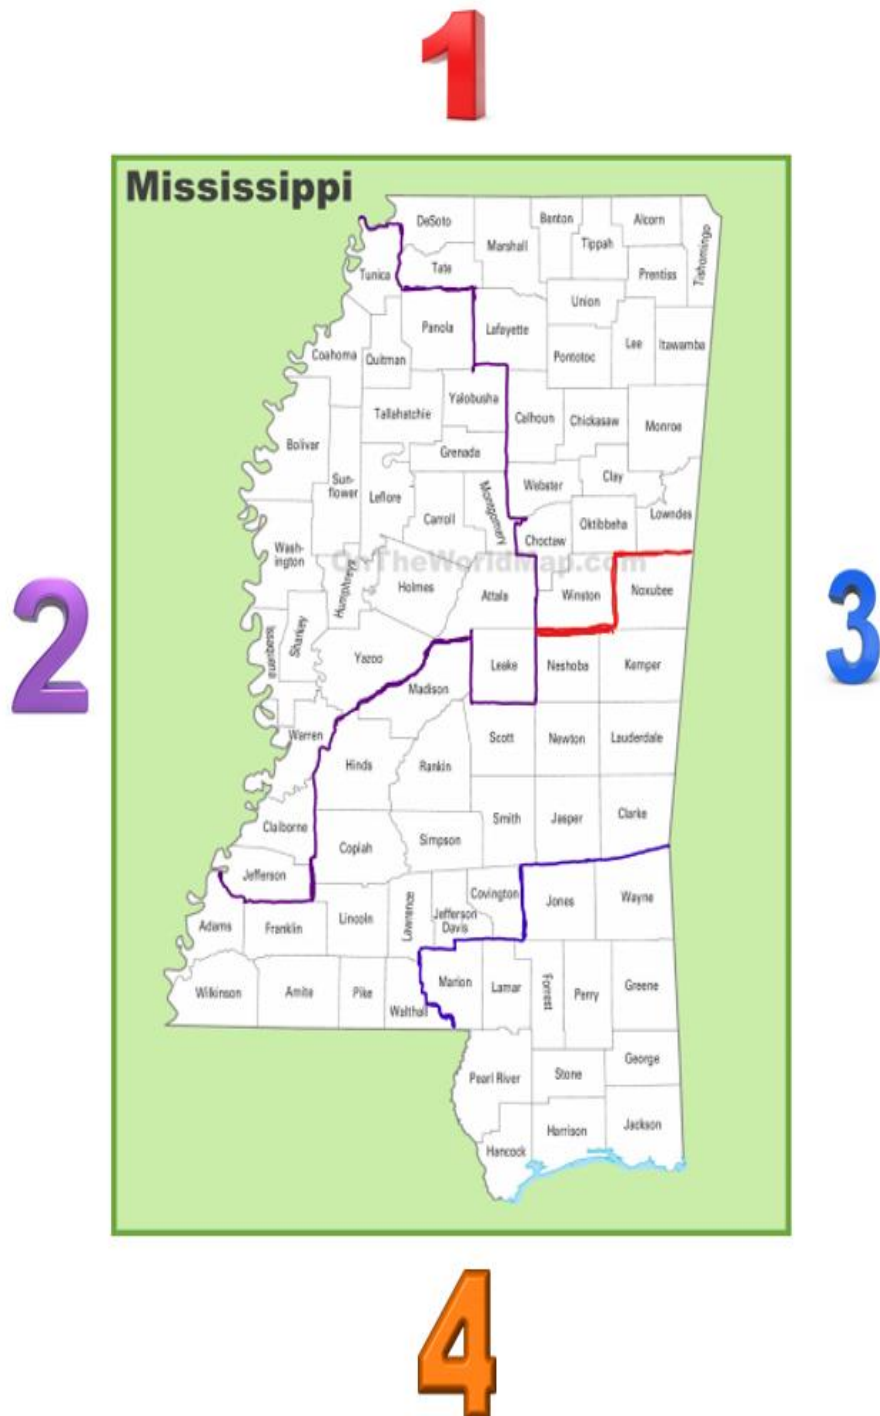 1
Mississippi
DeSoto
Benton
Alcorn
Marshall
Tippah
Tishomingo
Tunica
Tate
Prentiss
Union
Panola
Lafayette
Lee
Itawamba
Coahoma
Quitman
Pontotoc
Yalobusha
Tallahatchie
Calhoun
Chickasaw
Monroe
Bolivar
Grenada
Sun-
flower
Leflore
Montgomery
Webster
Clay
Carroll
Oktibbeha
Lowndes
Choctaw
Wash-
ington
OnTheWorldMap.com
Humphreys
Holmes
Attala
Winston
Noxubee
2
3
Issaquena
Sharkey
Yazoo
Leake
Neshoba
Kemper
Madison
Warren
Scott
Newton
Lauderdale
Hinds
Rankin
Claiborne
Copiah
Simpson
Smith
Jasper
Clarke
Jefferson
Adams
Franklin
Lincoln
Lawrence
Jefferson
Davis
Covington
Jones
Wayne
Wilkinson
Amite
Pike
Walthall
Marion
Lamar
Forrest
Perry
Greene
Pearl River
Stone
George
Hancock
Harrison
Jackson
4